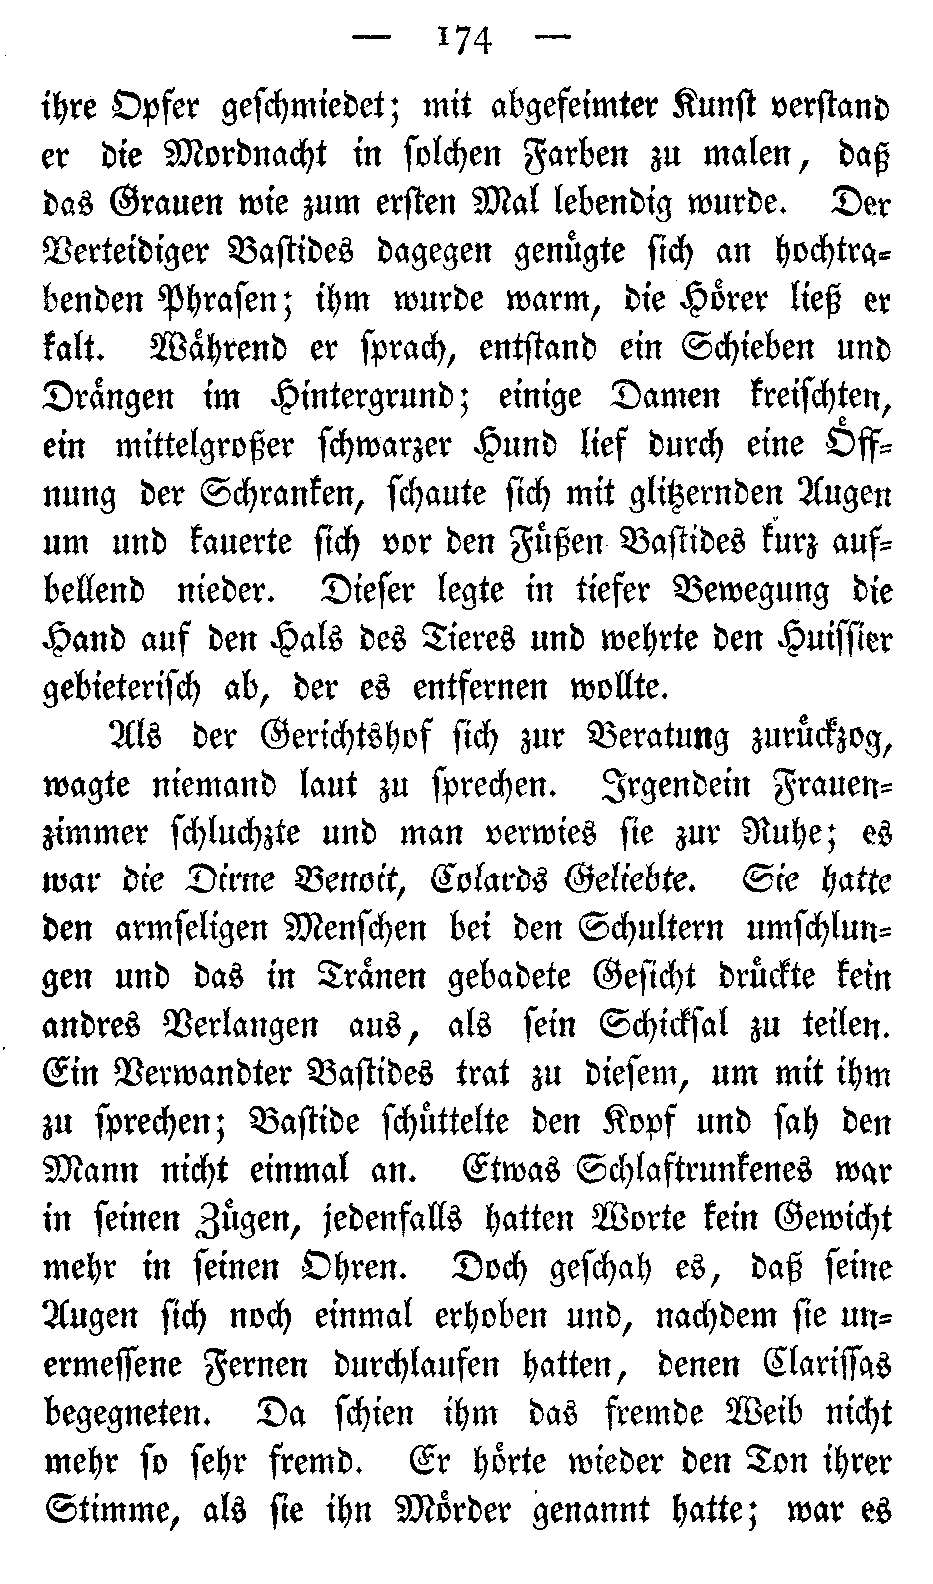 — 174 —
ihre Opfer geschmiedet; mit abgefeimter Kunst verstand
er die Mordnacht in solchen Farben zu malen, daß
das Grauen wie zum ersten Mal lebendig wurde. Der
Verteidiger Bastides dagegen genügte sich an hochtra-
benden Phrasen; ihm wurde warm, die Hörer ließ er
kalt. Während er sprach, entstand ein Schieben und
Drängen im Hintergrund; einige Damen kreischten,
ein mittelgroßer schwarzer Hund lief durch eine Öff-
nung der Schranken, schaute sich mit glitzernden Augen
um und kauerte sich vor den Füßen Bastides kurz auf-
bellend nieder. Dieser legte in tiefer Bewegung die
Hand auf den Hals des Tieres und wehrte den Huissier
gebieterisch ab, der es entfernen wollte.
Als der Gerichtshof sich zur Beratung zurückzog,
wagte niemand laut zu sprechen. Irgendein Frauen-
zimmer schluchzte und man verwies sie zur Ruhe; es
war die Dirne Benoit, Colards Geliebte. Sie hatte
den armseligen Menschen bei den Schultern umschlun-
gen und das in Tränen gebadete Gesicht drückte kein
andres Verlangen aus, als sein Schicksal zu teilen.
Ein Verwandter Bastides trat zu diesem, um mit ihm
zu sprechen; Bastide schüttelte den Kopf und sah den
Mann nicht einmal an. Etwas Schlaftrunkenes war
in seinen Zügen, jedenfalls hatten Worte kein Gewicht
mehr in seinen Ohren. Doch geschah es, daß seine
Augen sich noch einmal erhoben und, nachdem sie un-
ermessene Fernen durchlaufen hatten, denen Clarissas
begegneten. Da schien ihm das fremde Weib nicht
mehr so sehr fremd. Er hörte wieder den Ton ihrer
Stimme, als sie ihn Mörder genannt hatte; war es